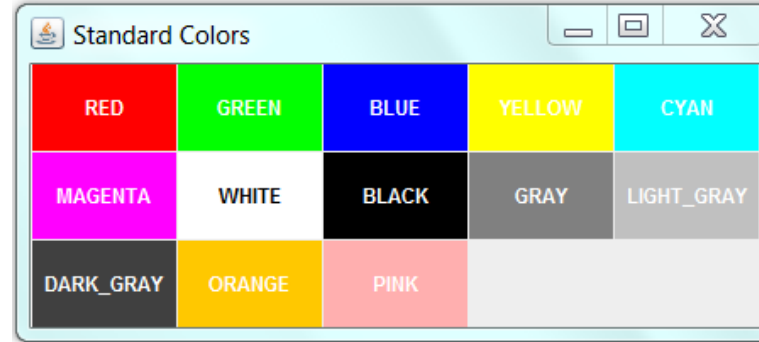 Standard Colors
RED GREEN BLUE YELLOW CYAN
MAGENTA WHITE BLACK GRAY LIGHT_GRAY
DARK_GRAY ORANGE PINK